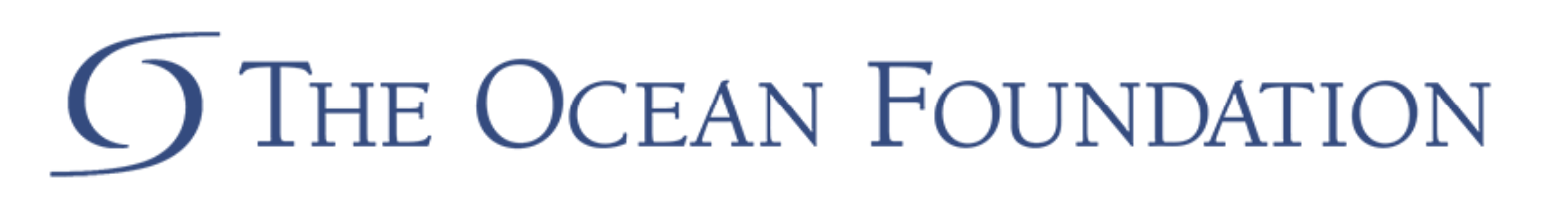 THE OCEAN FOUNDATION